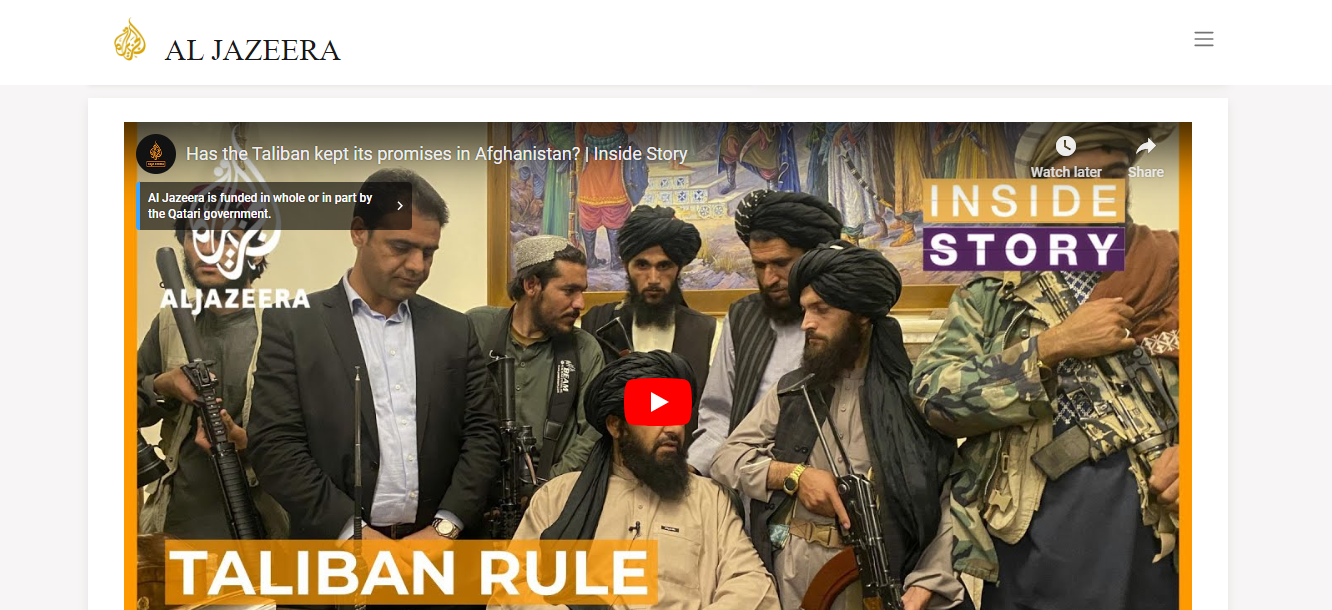 AL JAZEERA
Has the Taliban kept its promises in Afghanistan? | Inside Story
Watch later
Share
Al Jazeera is funded in whole or in part by
the Qatari government.
INSIDE
STORY
ALJAZEERA
BEAM
TALIBAN RULE